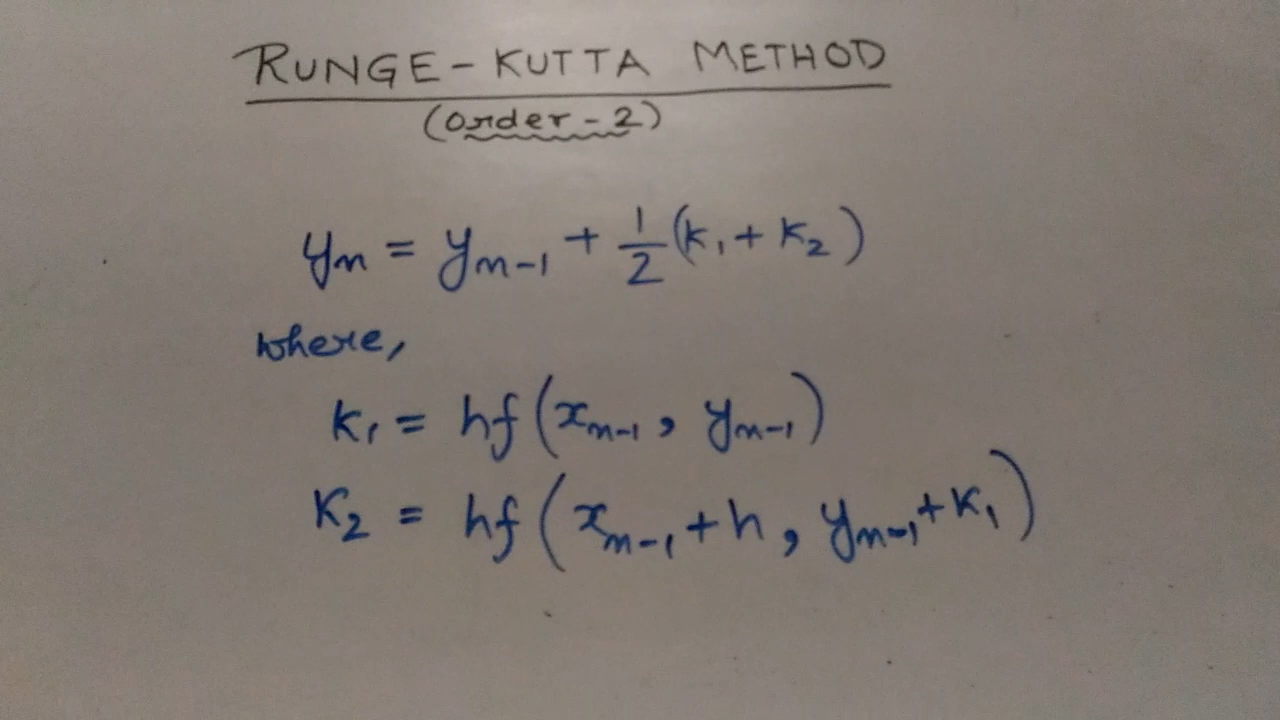 RUNGE-KUTTA METHOD
(order-2)
yn = yn-1 + 1/2 (k1 + k2)
where,
k1 = hf(xn-1, yn-1)
K2 = hf(xn-1+h, yn-1+k1)